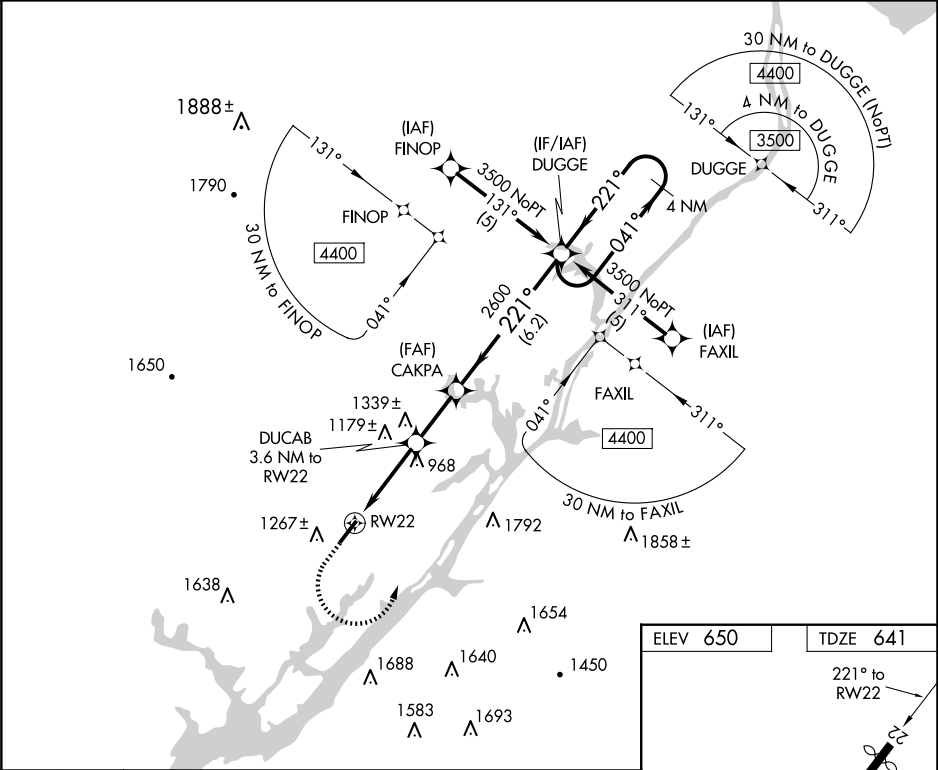 30 NM to DUGGE (NoPT)
4400
4 NM to DUGGE
3500
131°
DUGGE
311°
1888 ±
1790
131°
FINOP
4400
30 NM to FINOP
041°
(IAF)
FINOP
3500 NoPT
131°
(5)
(IF/IAF)
DUGGE
221°
041°
4 NM
3500 NoPT
311°
(5)
(IAF)
FAXIL
2600
221°
(6.2)
(FAF)
CAKPA
1650
1339 ±
1179 ±
DUCAB
3.6 NM to
RW22
968
041°
FAXIL
311°
4400
30 NM to FAXIL
1267 ±
RW22
1792
1858 ±
1638
1654
1688
1640
1450
1583
1693
ELEV 650
TDZE 641
221° to
RW22
22